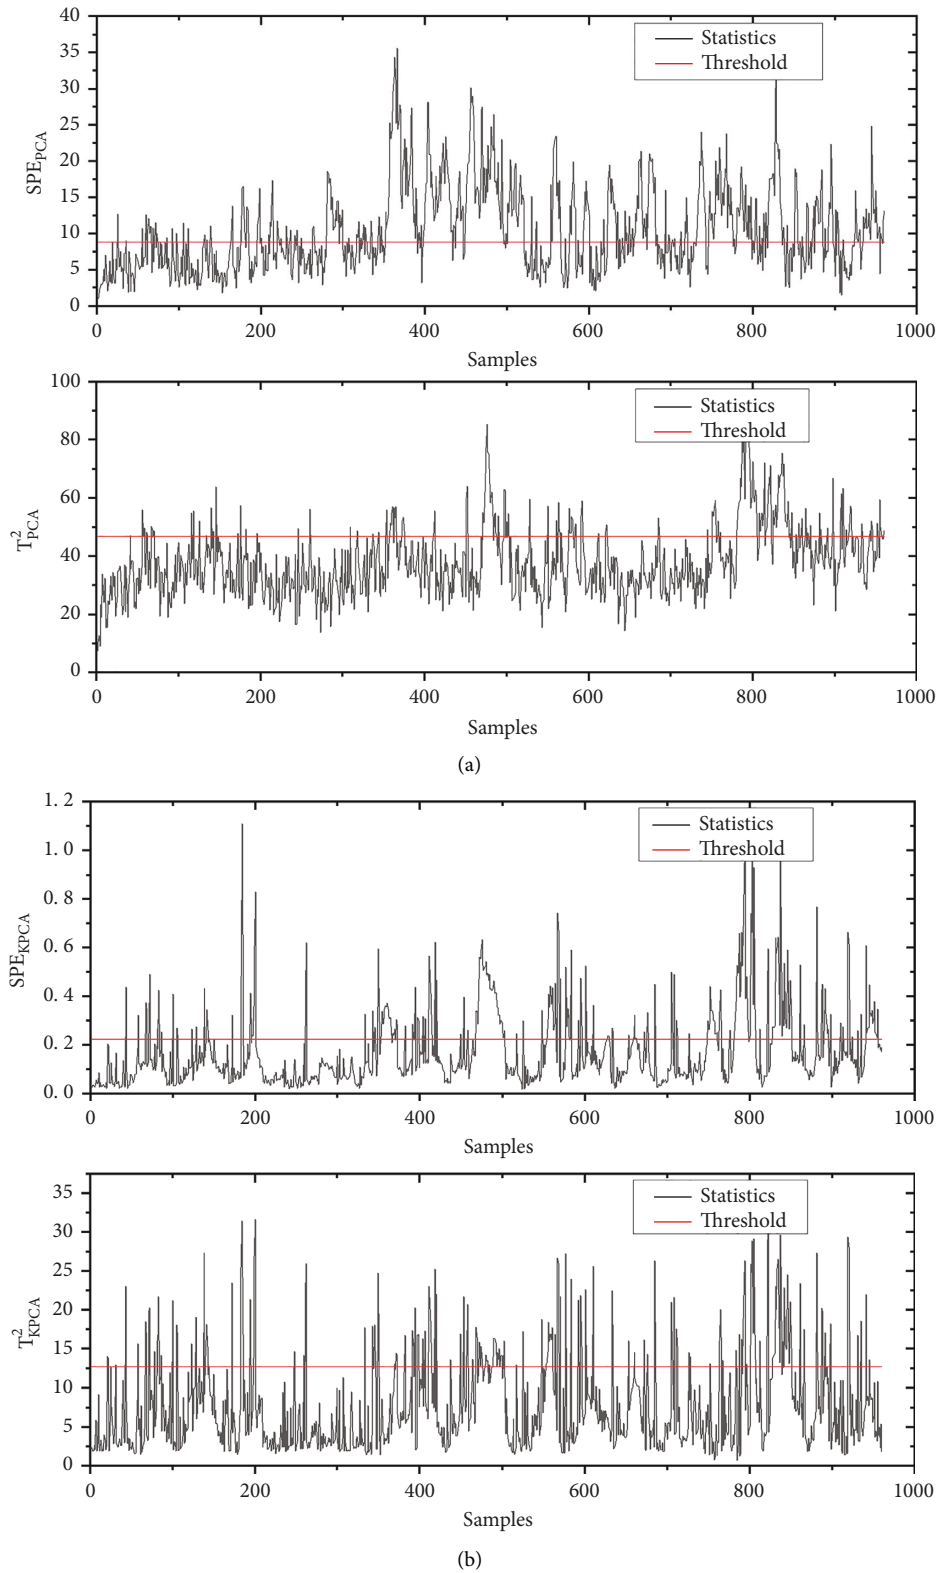 40
35
30
25
20
15
10
5
0
SPE_PCA
Statistics
Threshold
0 200 400 600 800 1000
Samples
100
80
60
40
20
0
T²_PCA
Statistics
Threshold
0 200 400 600 800 1000
Samples
(a)
1.2
1.0
0.8
0.6
0.4
0.2
0.0
SPE_KPCA
Statistics
Threshold
0 200 400 600 800 1000
Samples
35
30
25
20
15
10
5
0
T²_KPCA
Statistics
Threshold
0 200 400 600 800 1000
Samples
(b)